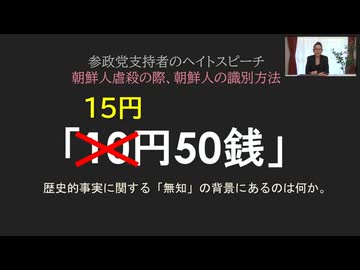 参政党支持者のヘイトスピーチ
朝鮮人虐殺の際、朝鮮人の識別方法
15円
「10円50銭」
歴史的事実に関する「無知」の背景にあるのは何か。